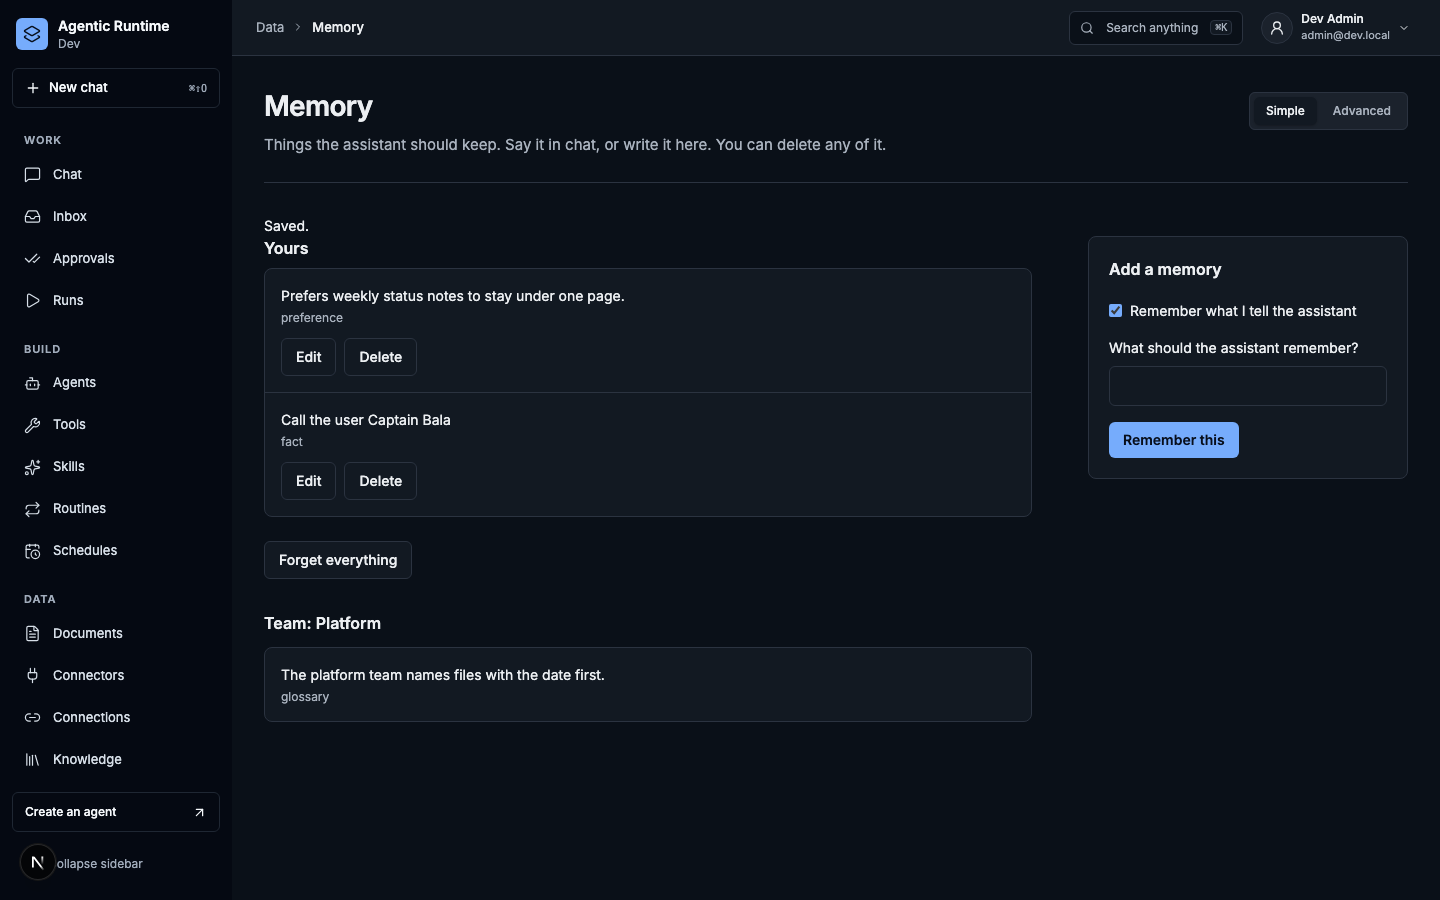 Agentic Runtime
Dev
New chat
⌘⇧O
WORK
Chat
Inbox
Approvals
Runs
BUILD
Agents
Tools
Skills
Routines
Schedules
DATA
Documents
Connectors
Connections
Knowledge
Create an agent
N
ollapse sidebar
Data
Memory
Search anything
⌘K
Dev Admin
admin@dev.local
Memory
Things the assistant should keep. Say it in chat, or write it here. You can delete any of it.
Simple
Advanced
Saved.
Yours
Prefers weekly status notes to stay under one page.
preference
Edit
Delete
Call the user Captain Bala
fact
Edit
Delete
Forget everything
Team: Platform
The platform team names files with the date first.
glossary
Add a memory
Remember what I tell the assistant
What should the assistant remember?
Remember this